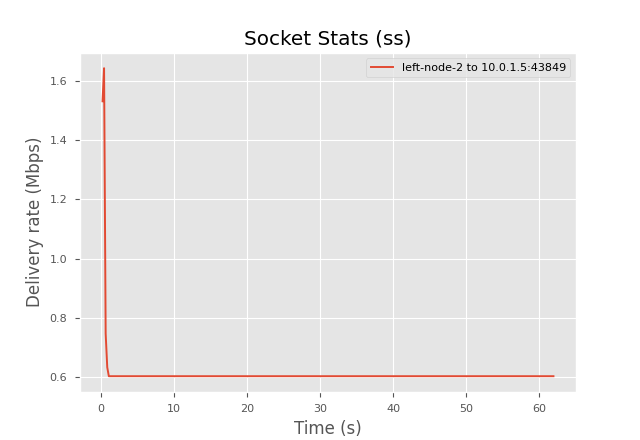 Socket Stats (ss)
left-node-2 to 10.0.1.5:43849
Delivery rate (Mbps)
1.6
1.4
1.2
1.0
0.8
0.6
0 10 20 30 40 50 60
Time (s)